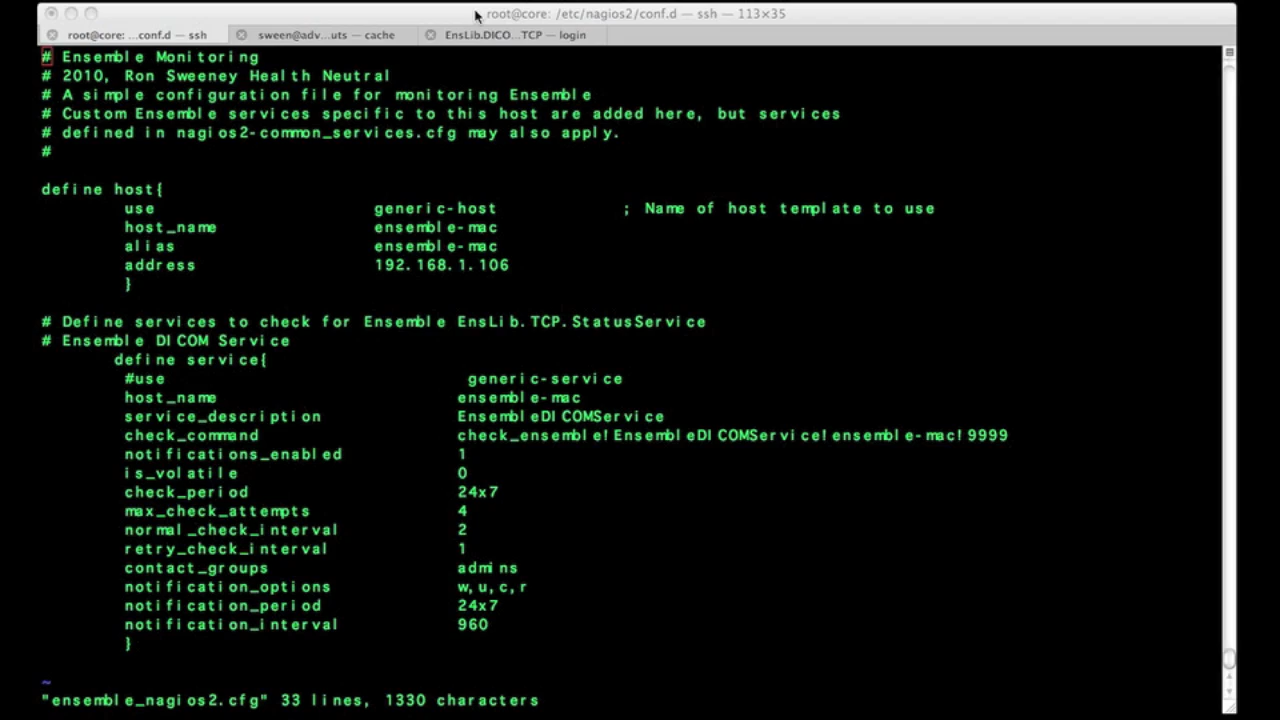 root@core: /etc/nagios2/conf.d — ssh — 113×35
root@core: ...conf.d — ssh
sween@adv...uts — cache
EnsLib.DICO...TCP — login
# Ensemble Monitoring
# 2010, Ron Sweeney Health Neutral
# A simple configuration file for monitoring Ensemble
# Custom Ensemble services specific to this host are added here, but services
# defined in nagios2-common_services.cfg may also apply.
#
define host{
use generic-host ; Name of host template to use
host_name ensemble-mac
alias ensemble-mac
address 192.168.1.106
}
# Define services to check for Ensemble EnsLib.TCP.StatusService
# Ensemble DICOM Service
define service{
#use generic-service
host_name ensemble-mac
service_description EnsembleDICOMService
check_command check_ensemble!EnsembleDICOMService!ensemble-mac!9999
notifications_enabled 1
is_volatile 0
check_period 24x7
max_check_attempts 4
normal_check_interval 2
retry_check_interval 1
contact_groups admins
notification_options w,u,c,r
notification_period 24x7
notification_interval 960
}
~
"ensemble_nagios2.cfg" 33 lines, 1330 characters